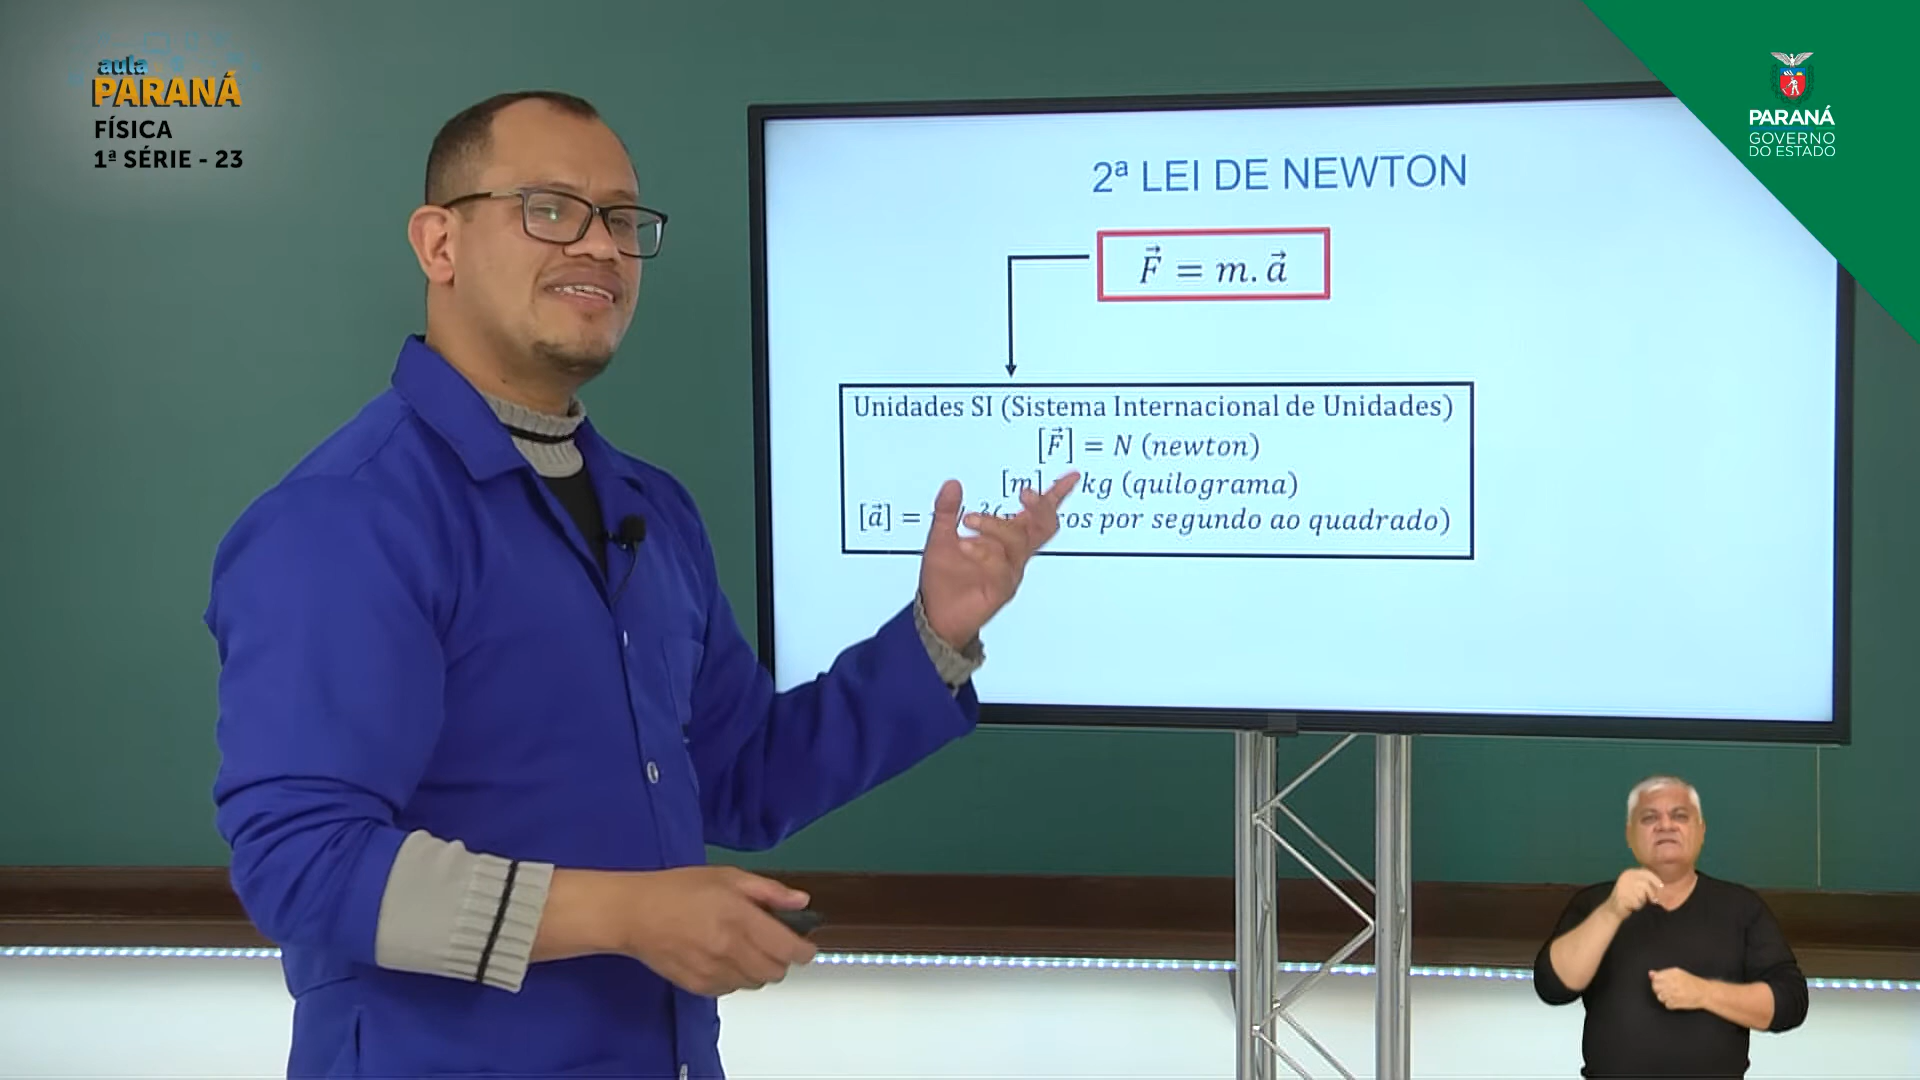 aula
PARANÁ
FÍSICA
1ª SÉRIE - 23
PARANÁ
GOVERNO
DO ESTADO
2ª LEI DE NEWTON
F⃗ = m. a⃗
Unidades SI (Sistema Internacional de Unidades)
[F⃗] = N (newton)
[m] kg (quilograma)
[a⃗] = por segundo ao quadrado)